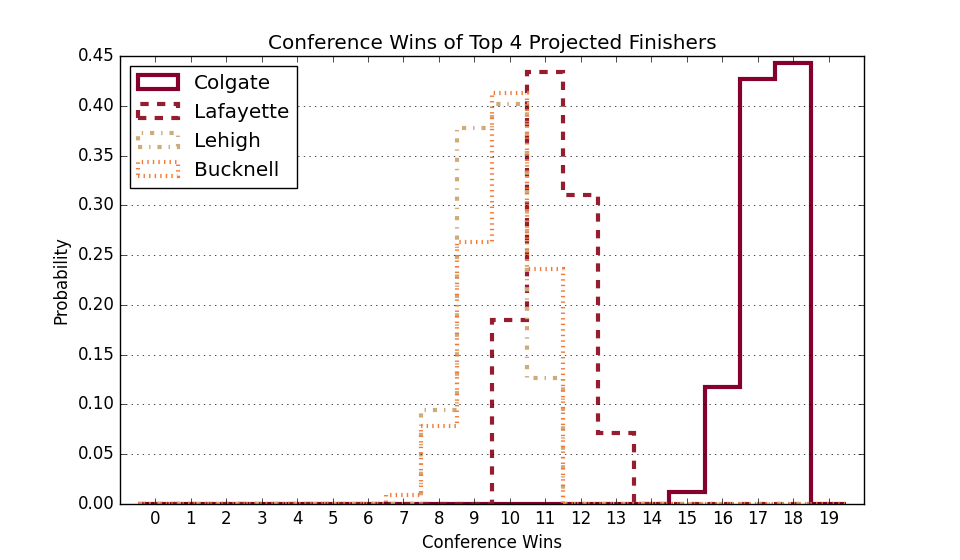 Conference Wins of Top 4 Projected Finishers
Colgate
Lafayette
Lehigh
Bucknell
Probability
0.45
0.40
0.35
0.30
0.25
0.20
0.15
0.10
0.05
0.00
0 1 2 3 4 5 6 7 8 9 10 11 12 13 14 15 16 17 18 19
Conference Wins